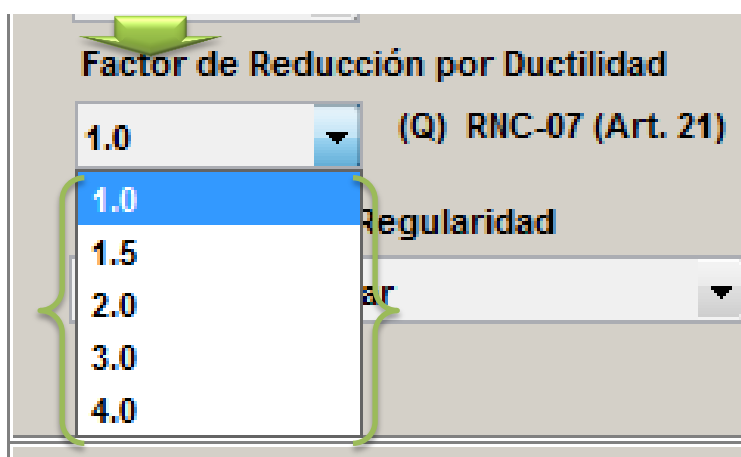 Factor de Reducción por Ductilidad
1.0 (Q) RNC-07 (Art. 21)
1.0
Regularidad
1.5
ar
2.0
3.0
4.0